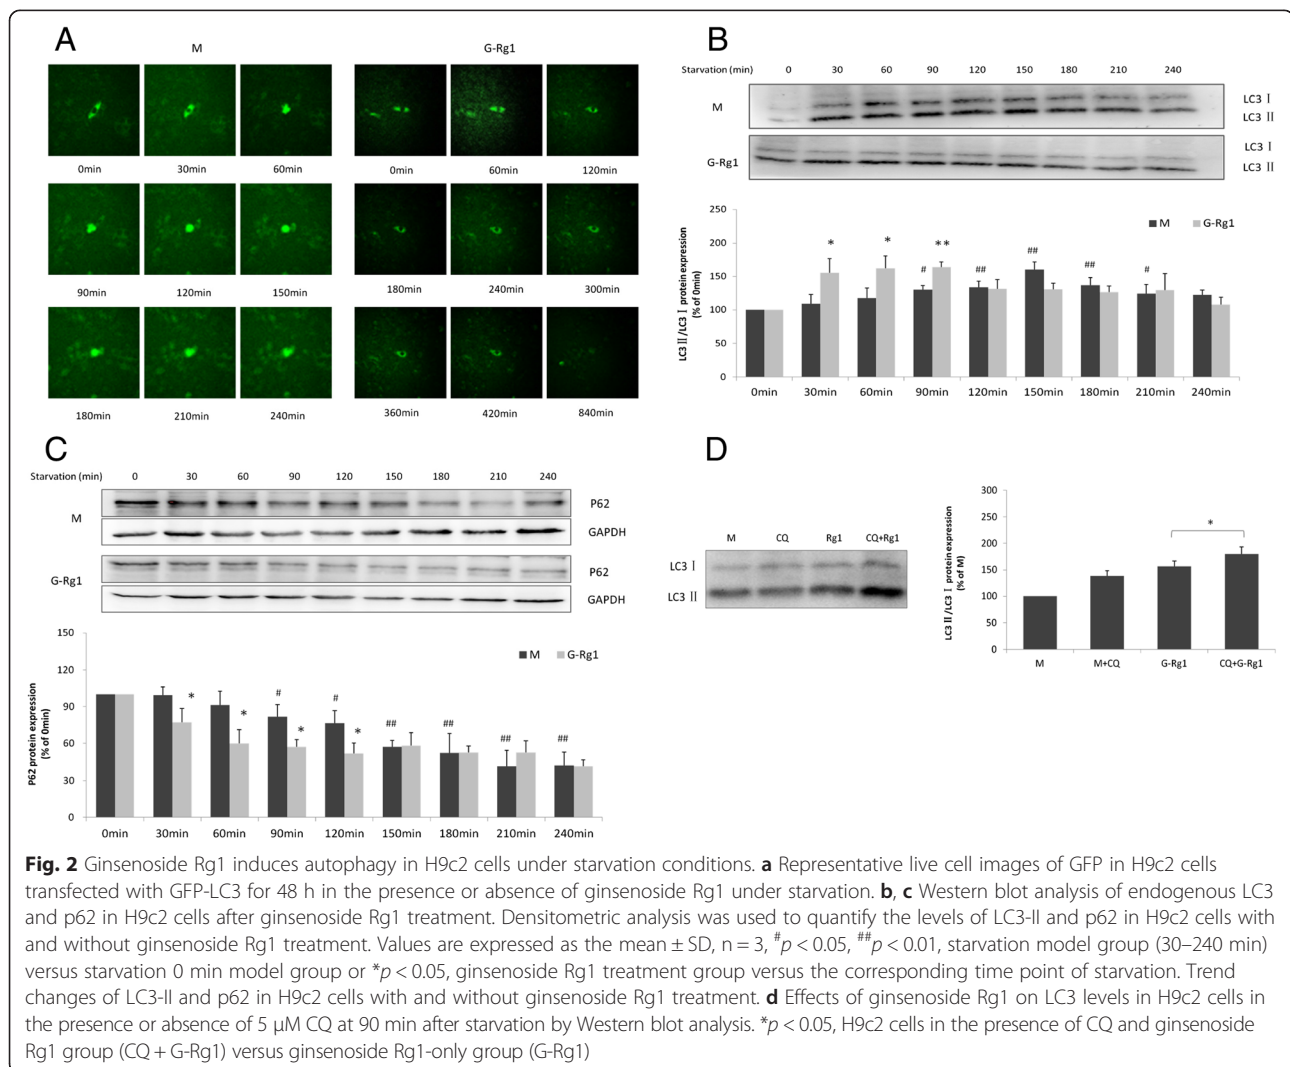 A
M
G-Rg1
0min 30min 60min 0min 60min 120min
90min 120min 150min 180min 240min 300min
180min 210min 240min 360min 420min 840min
B
Starvation (min) 0 30 60 90 120 150 180 210 240
M
LC3 Ⅰ
LC3 Ⅱ
G-Rg1
LC3 Ⅰ
LC3 Ⅱ
LC3 Ⅱ/LC3 Ⅰ protein expression
(% of 0min)
250
200
150
100
50
0
M G-Rg1
* * ** # ## ## ## #
0min 30min 60min 90min 120min 150min 180min 210min 240min
C
Starvation (min) 0 30 60 90 120 150 180 210 240
M
P62
GAPDH
G-Rg1
P62
GAPDH
P62 protein expression
(% of 0min)
150
120
90
60
30
0
M G-Rg1
* * # * # * ## ## ## ##
0min 30min 60min 90min 120min 150min 180min 210min 240min
D
M CQ Rg1 CQ+Rg1
LC3 Ⅰ
LC3 Ⅱ
LC3 Ⅱ/LC3 Ⅰ protein expression
(% of M)
300
250
200
150
100
50
0
*
M M+CQ G-Rg1 CQ+G-Rg1
Fig. 2 Ginsenoside Rg1 induces autophagy in H9c2 cells under starvation conditions. a Representative live cell images of GFP in H9c2 cells
transfected with GFP-LC3 for 48 h in the presence or absence of ginsenoside Rg1 under starvation. b, c Western blot analysis of endogenous LC3
and p62 in H9c2 cells after ginsenoside Rg1 treatment. Densitometric analysis was used to quantify the levels of LC3-II and p62 in H9c2 cells with
and without ginsenoside Rg1 treatment. Values are expressed as the mean ± SD, n = 3, #p < 0.05, ##p < 0.01, starvation model group (30–240 min)
versus starvation 0 min model group or *p < 0.05, ginsenoside Rg1 treatment group versus the corresponding time point of starvation. Trend
changes of LC3-II and p62 in H9c2 cells with and without ginsenoside Rg1 treatment. d Effects of ginsenoside Rg1 on LC3 levels in H9c2 cells in
the presence or absence of 5 μM CQ at 90 min after starvation by Western blot analysis. *p < 0.05, H9c2 cells in the presence of CQ and ginsenoside
Rg1 group (CQ + G-Rg1) versus ginsenoside Rg1-only group (G-Rg1)